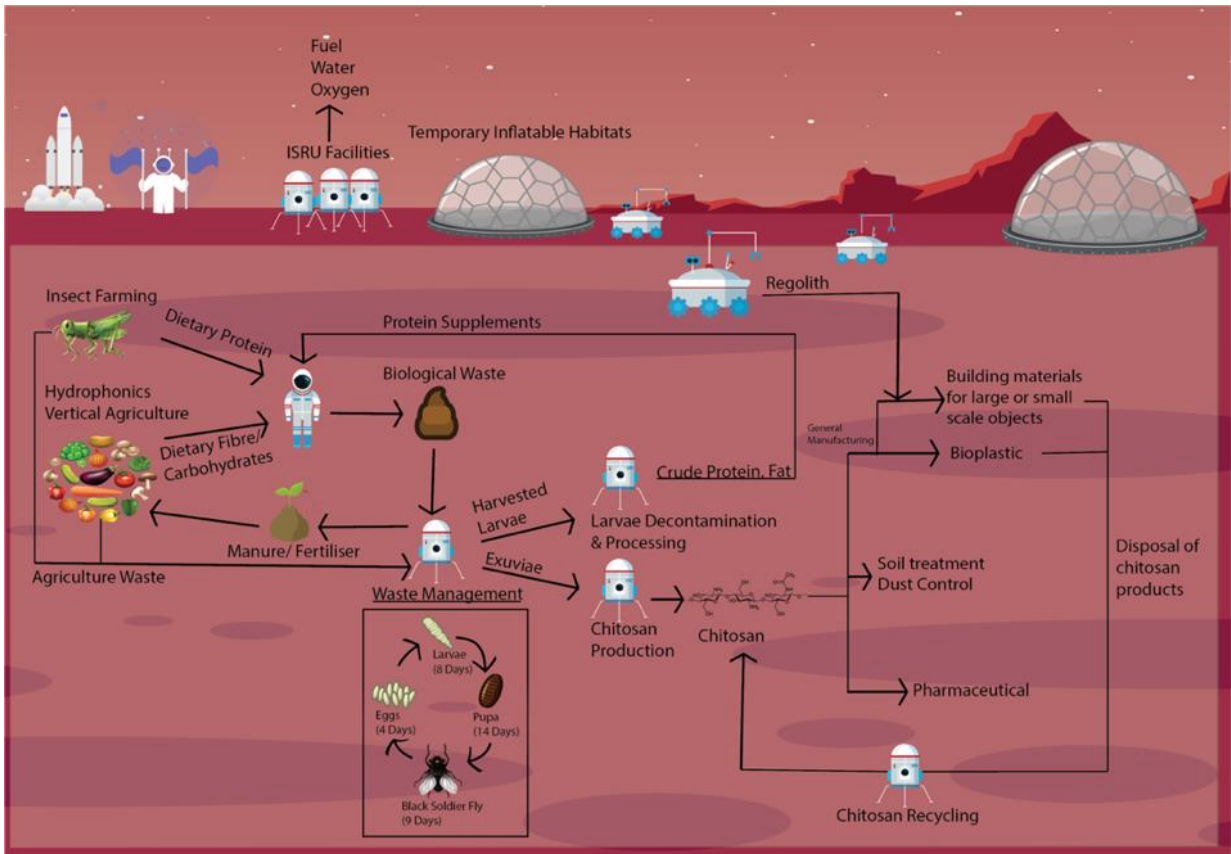 Fuel
Water
Oxygen
ISRU Facilities
Temporary Inflatable Habitats
Regolith
Insect Farming
Dietary Protein
Protein Supplements
Hydrophonics
Vertical Agriculture
Dietary Fibre/
Carbohydrates
Biological Waste
Building materials
for large or small
scale objects
General
Manufacturing
Bioplastic
Crude Protein, Fat
Harvested
Larvae
Larvae Decontamination
& Processing
Manure/ Fertiliser
Agriculture Waste
Exuviae
Waste Management
Chitosan
Production
Chitosan
Soil treatment
Dust Control
Disposal of
chitosan
products
Pharmaceutical
Larvae
(8 Days)
Eggs
(4 Days)
Pupa
(14 Days)
Black Soldier Fly
(9 Days)
Chitosan Recycling